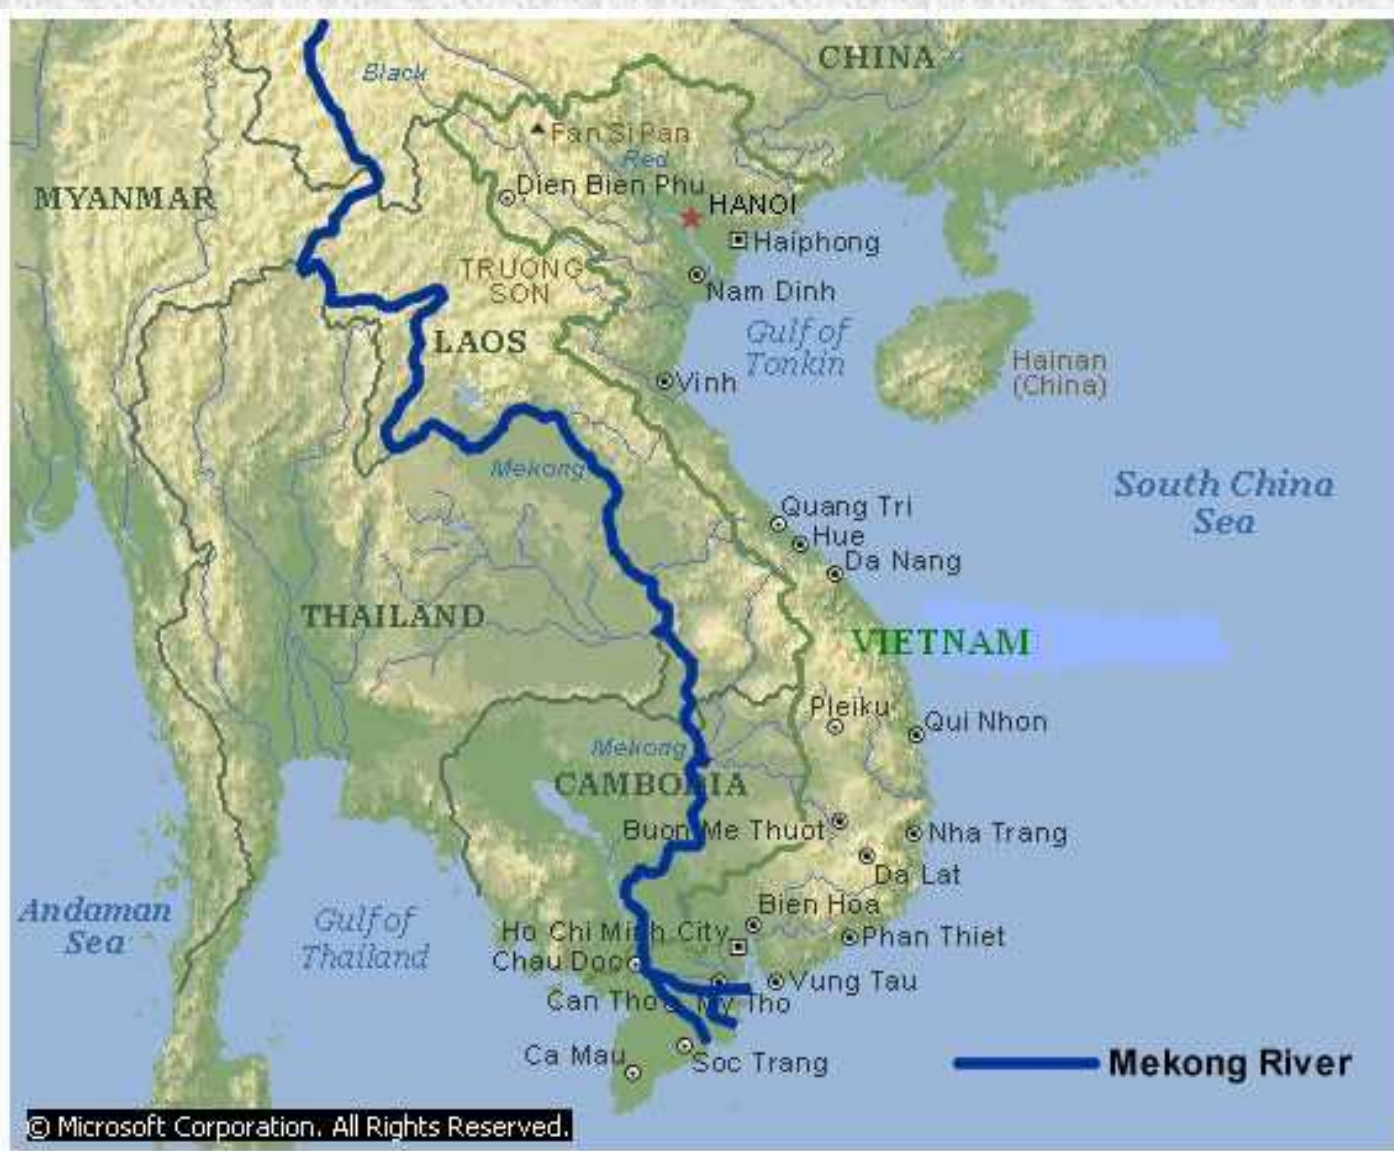 CHINA
Black
Fan Si Pan
Red
MYANMAR
Dien Bien Phu
HANOI
Haiphong
TRUONG
SON
Nam Dinh
Gulf of
Tonkin
LAOS
Hainan
(China)
Vinh
Mekong
South China
Sea
Quang Tri
Hue
Da Nang
THAILAND
VIETNAM
Pleiku
Qui Nhon
Mekong
CAMBODIA
Buon Me Thuot
Nha Trang
Da Lat
Andaman
Sea
Gulf of
Thailand
Bien Hoa
Ho Chi Minh City
Phan Thiet
Chau Doc
Vung Tau
Can Tho
My Tho
Ca Mau
Soc Trang
Mekong River
© Microsoft Corporation. All Rights Reserved.